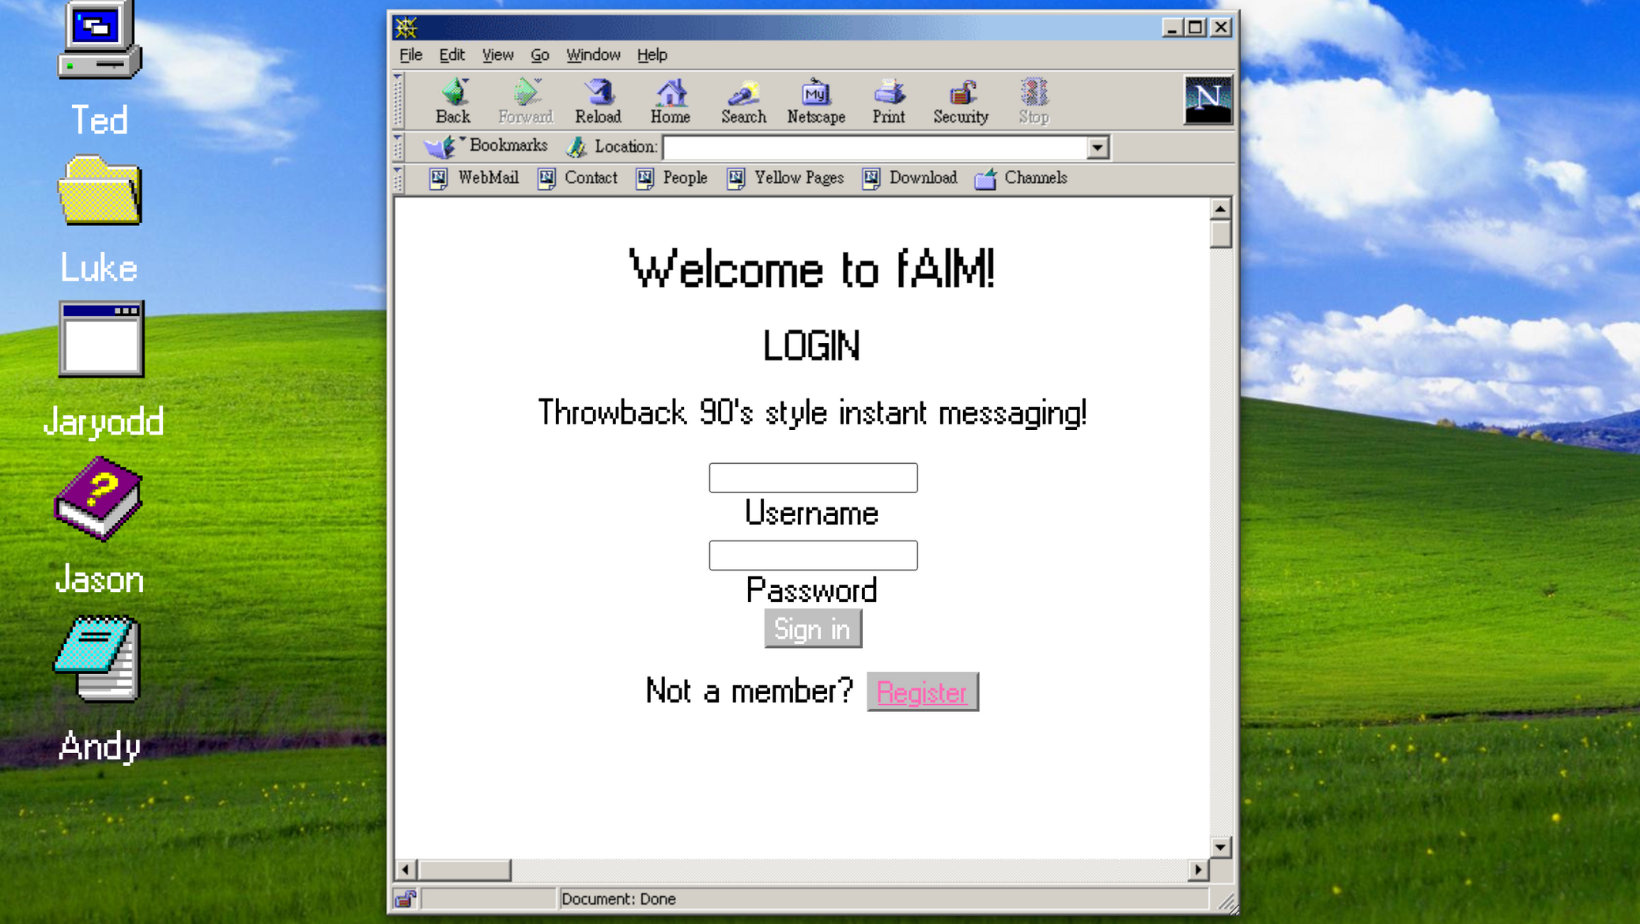 Ted
Luke
Jaryodd
Jason
Andy
File Edit View Go Window Help
Back Forward Reload Home Search Netscape Print Security Stop
My
N
Bookmarks Location:
WebMail Contact People Yellow Pages Download Channels
Welcome to fAIM!
LOGIN
Throwback 90's style instant messaging!
Username
Password
Sign in
Not a member? Register
Document: Done